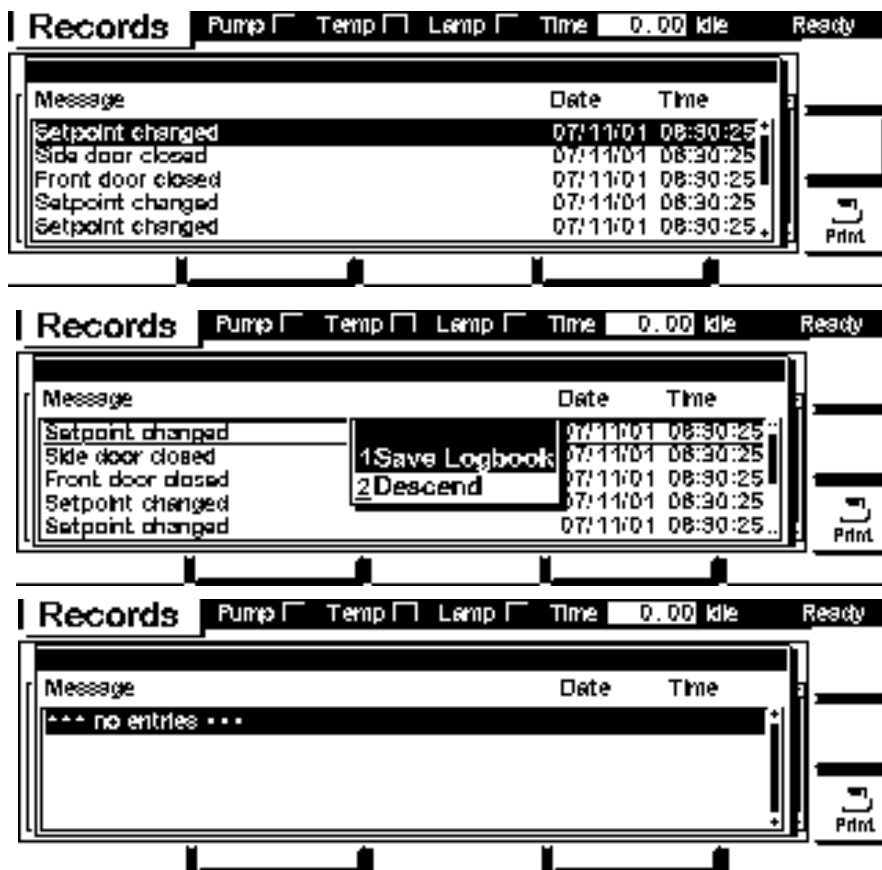 Records Pump Temp Lamp Time 0.00 Idle Ready
Message Date Time
Setpoint changed 07/11/01 08:30:25
Side door closed 07/11/01 08:30:25
Front door closed 07/11/01 08:30:25
Setpoint changed 07/11/01 08:30:25
Setpoint changed 07/11/01 08:30:25
Print
Records Pump Temp Lamp Time 0.00 Idle Ready
Message Date Time
Setpoint changed 07/11/01 08:30:25
Side door closed 07/11/01 08:30:25
Front door closed 07/11/01 08:30:25
Setpoint changed 07/11/01 08:30:25
Setpoint changed 07/11/01 08:30:25
1Save Logbook
2Descend
Print
Records Pump Temp Lamp Time 0.00 Idle Ready
Message Date Time
*** no entries ***
Print